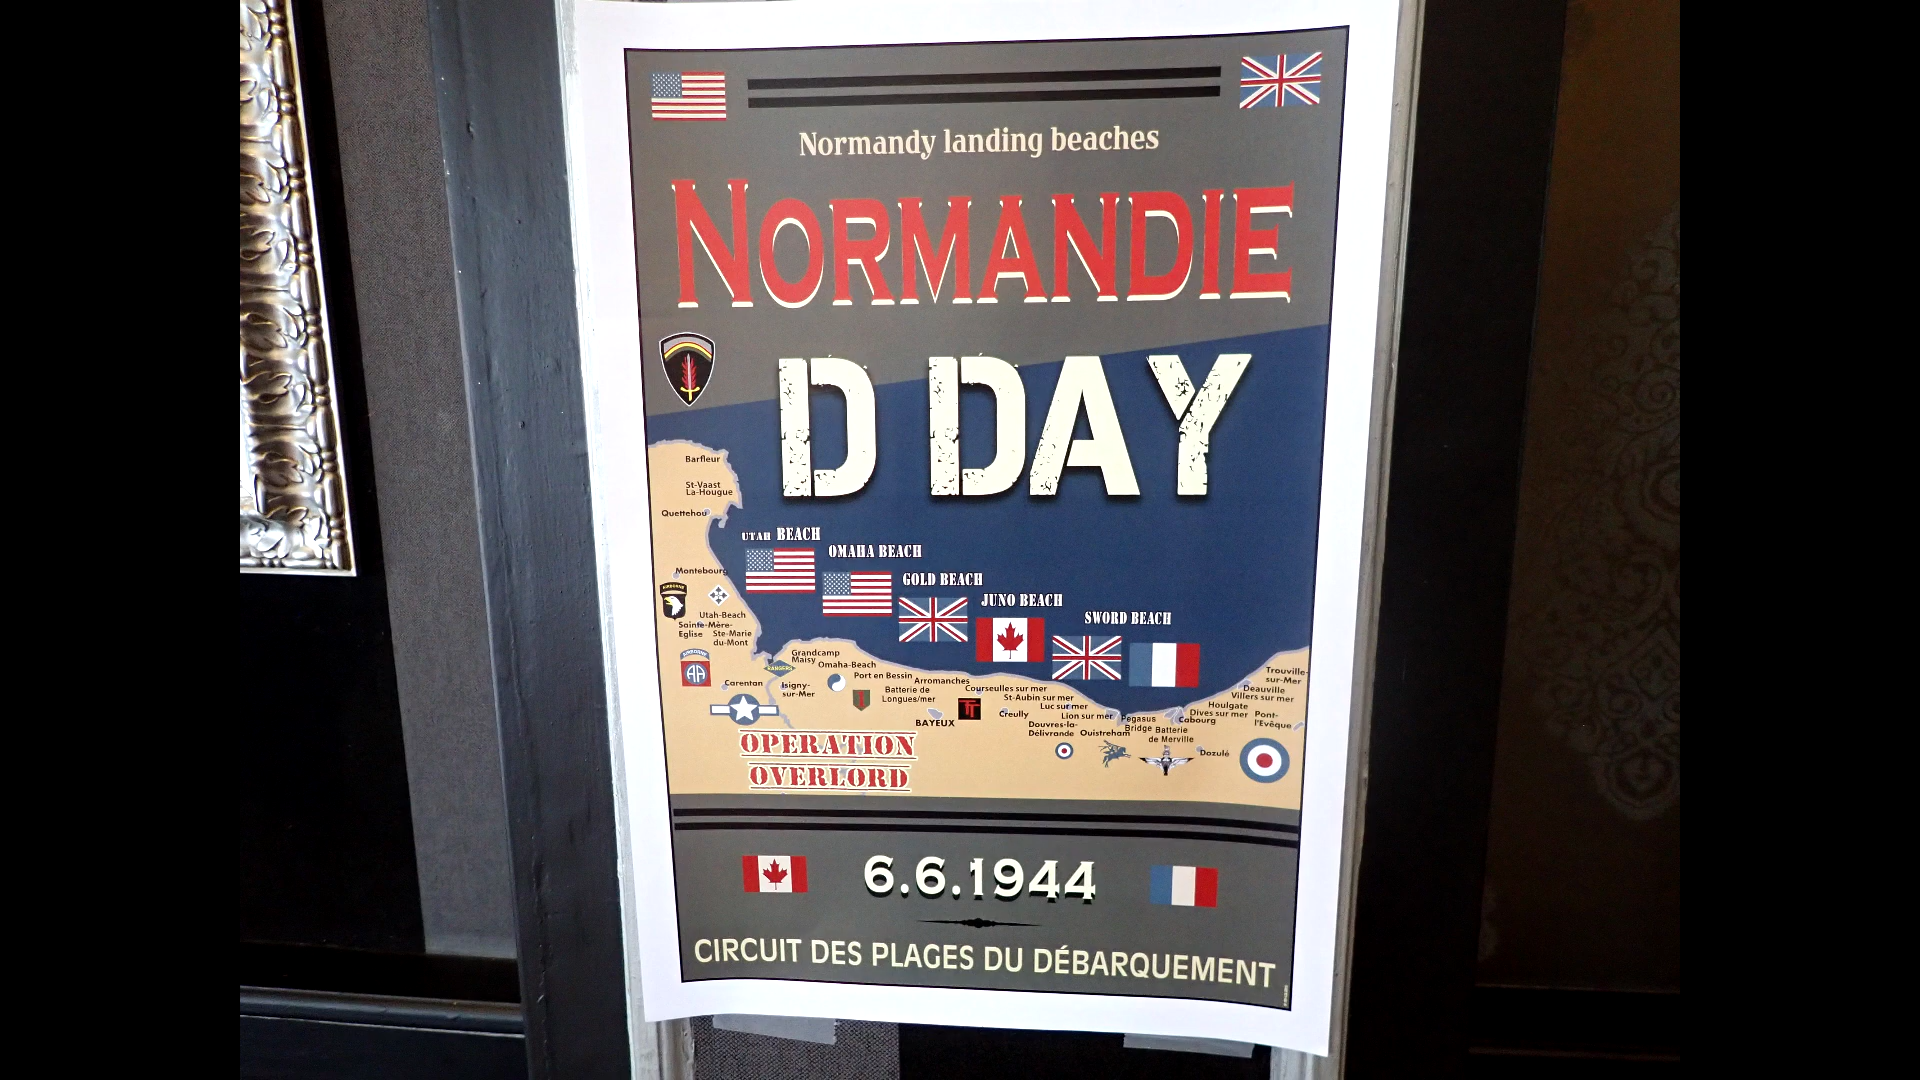 Normandy landing beaches
NORMANDIE
D DAY
Barfleur
St-Vaast
La-Hougue
Quettehou
UTAH BEACH
OMAHA BEACH
GOLD BEACH
JUNO BEACH
SWORD BEACH
Montebourg
AIRBORNE
Utah-Beach
Sainte-Mère-
Eglise
Ste-Marie
du-Mont
AIRBORNE
AA
Carentan
RANGERS
Grandcamp
Maisy
Isigny-
sur-Mer
Omaha-Beach
Port en Bessin
Batterie de
Longues/mer
Arromanches
BAYEUX
TT
Courseulles sur mer
St-Aubin sur mer
Luc sur mer
Lion sur mer
Creully
Douvres-la-
Délivrande
Ouistreham
Pegasus
Bridge
Batterie
de Merville
Cabourg
Dives sur mer
Houlgate
Villers sur mer
Deauville
Trouville-
sur-Mer
Pont-
l'Evêque
Dozulé
OPERATION
OVERLORD
6.6.1944
CIRCUIT DES PLAGES DU DÉBARQUEMENT